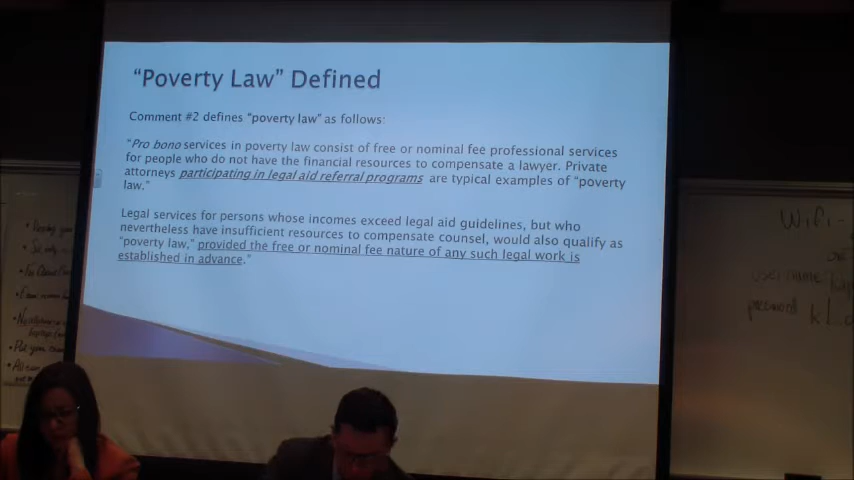 “Poverty Law” Defined
Comment #2 defines “poverty law” as follows:
“Pro bono services in poverty law consist of free or nominal fee professional services
for people who do not have the financial resources to compensate a lawyer. Private
attorneys participating in legal aid referral programs are typical examples of “poverty
law.”
Legal services for persons whose incomes exceed legal aid guidelines, but who
nevertheless have insufficient resources to compensate counsel, would also qualify as
“poverty law,” provided the free or nominal fee nature of any such legal work is
established in advance.”
WiFi-
username
password